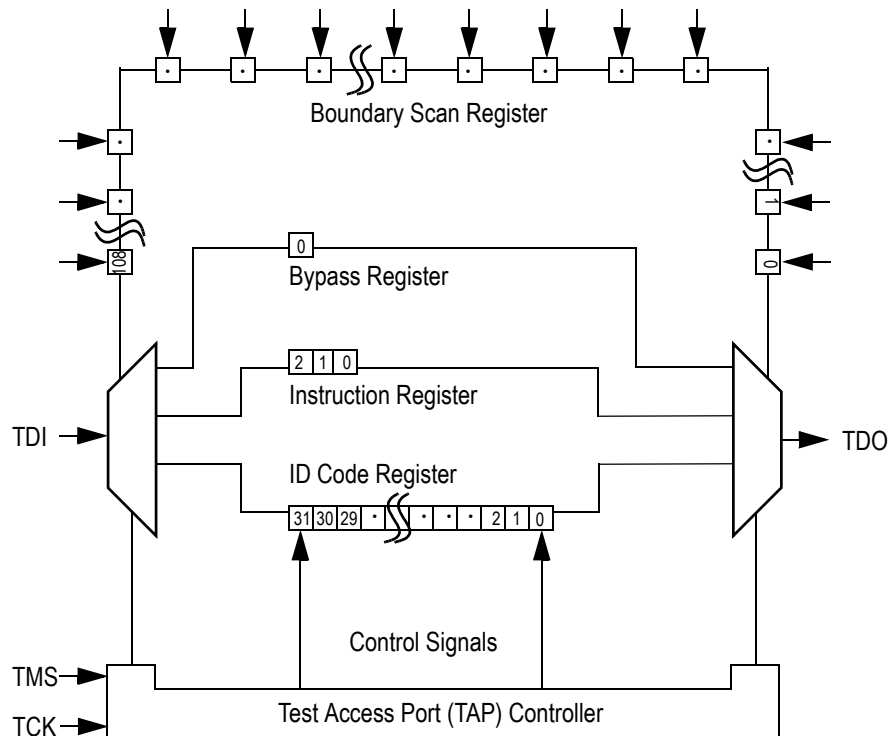 Boundary Scan Register
1
108
0
0
Bypass Register
2 1 0
Instruction Register
TDI
TDO
ID Code Register
31 30 29 · · · · 2 1 0
Control Signals
TMS
Test Access Port (TAP) Controller
TCK